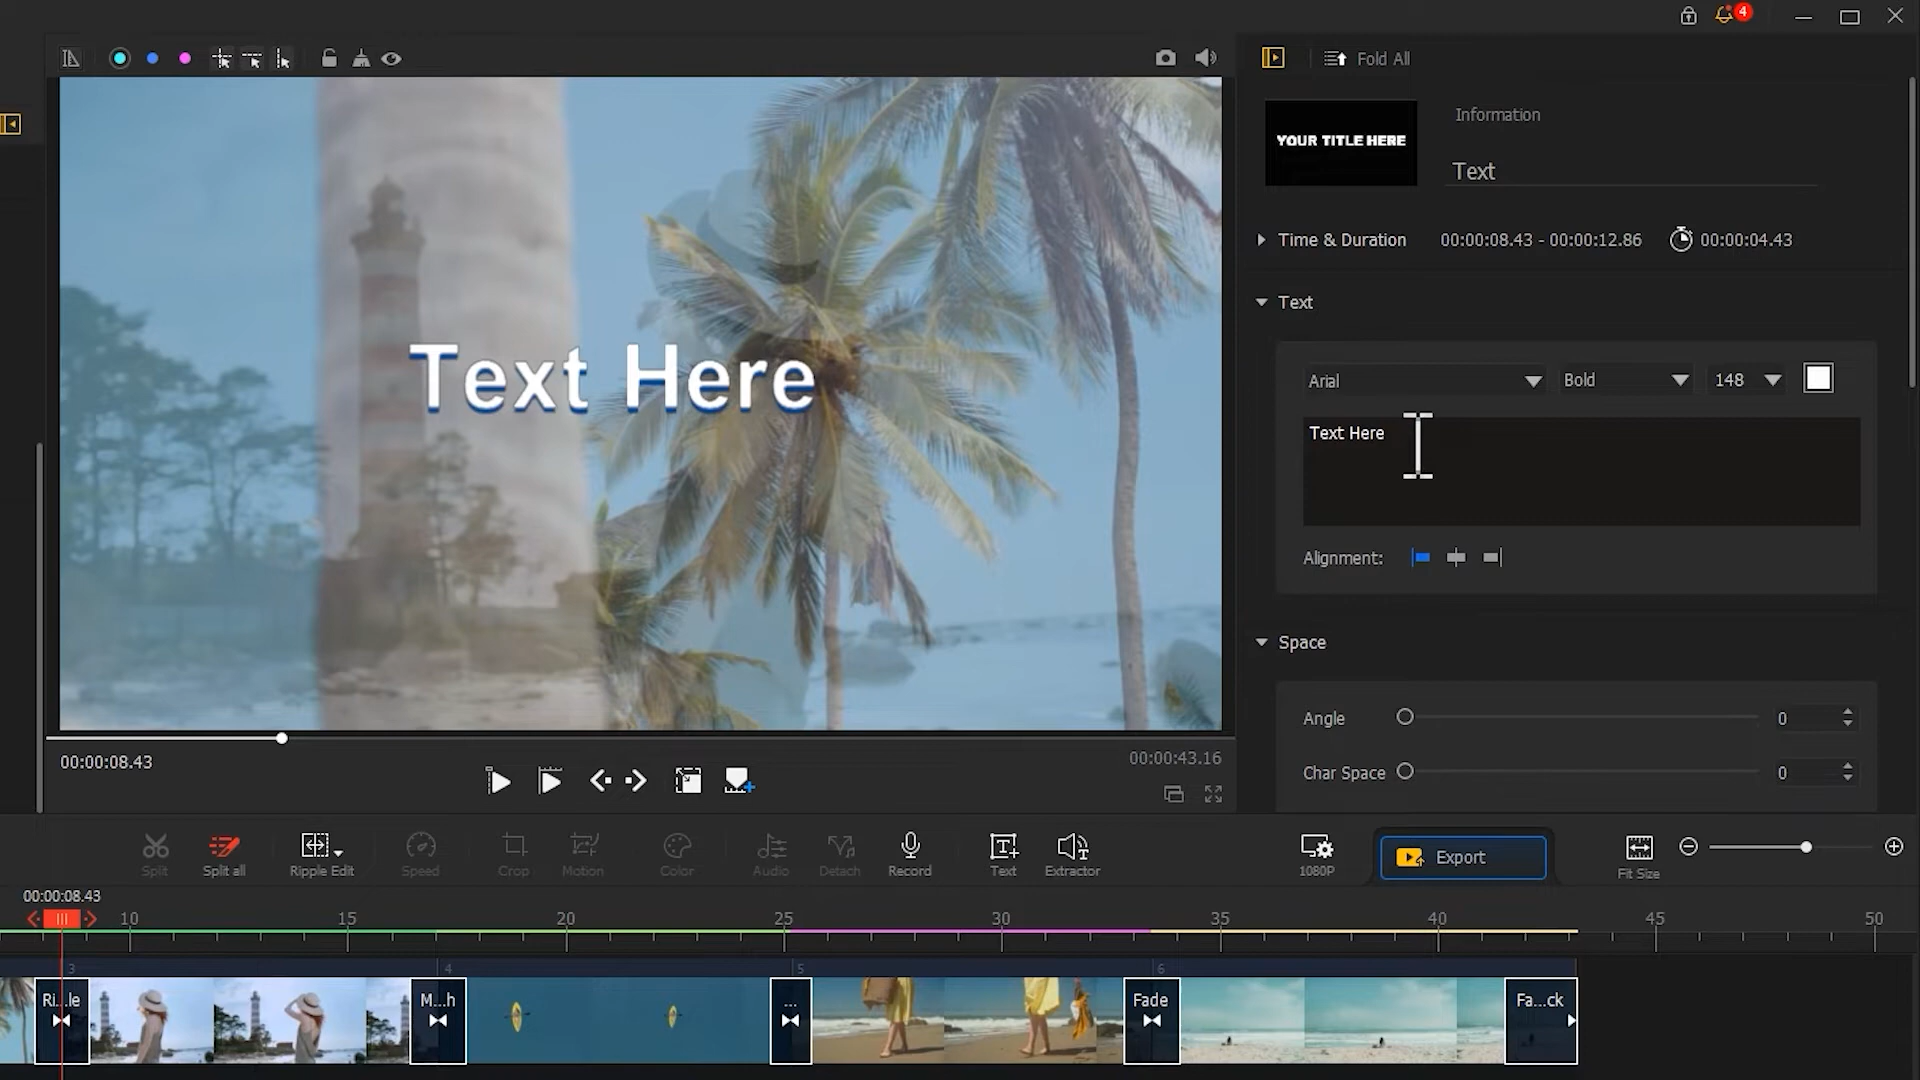 4
Fold All
YOUR TITLE HERE
Information
Text
Time & Duration 00:00:08.43 - 00:00:12.86 00:00:04.43
Text
Arial Bold 148
Text Here
Text Here
Alignment:
Space
Angle 0
Char Space 0
00:00:08.43
00:00:43.16
Split
Split all
Ripple Edit
Speed
Crop
Motion
Color
Audio
Detach
Record
Text
Extractor
1080P
Export
Fit Size
00:00:08.43
10 15 20 25 30 35 40 45 50
3 4 5 6
Ri...le M...h ... Fade Fa...ck